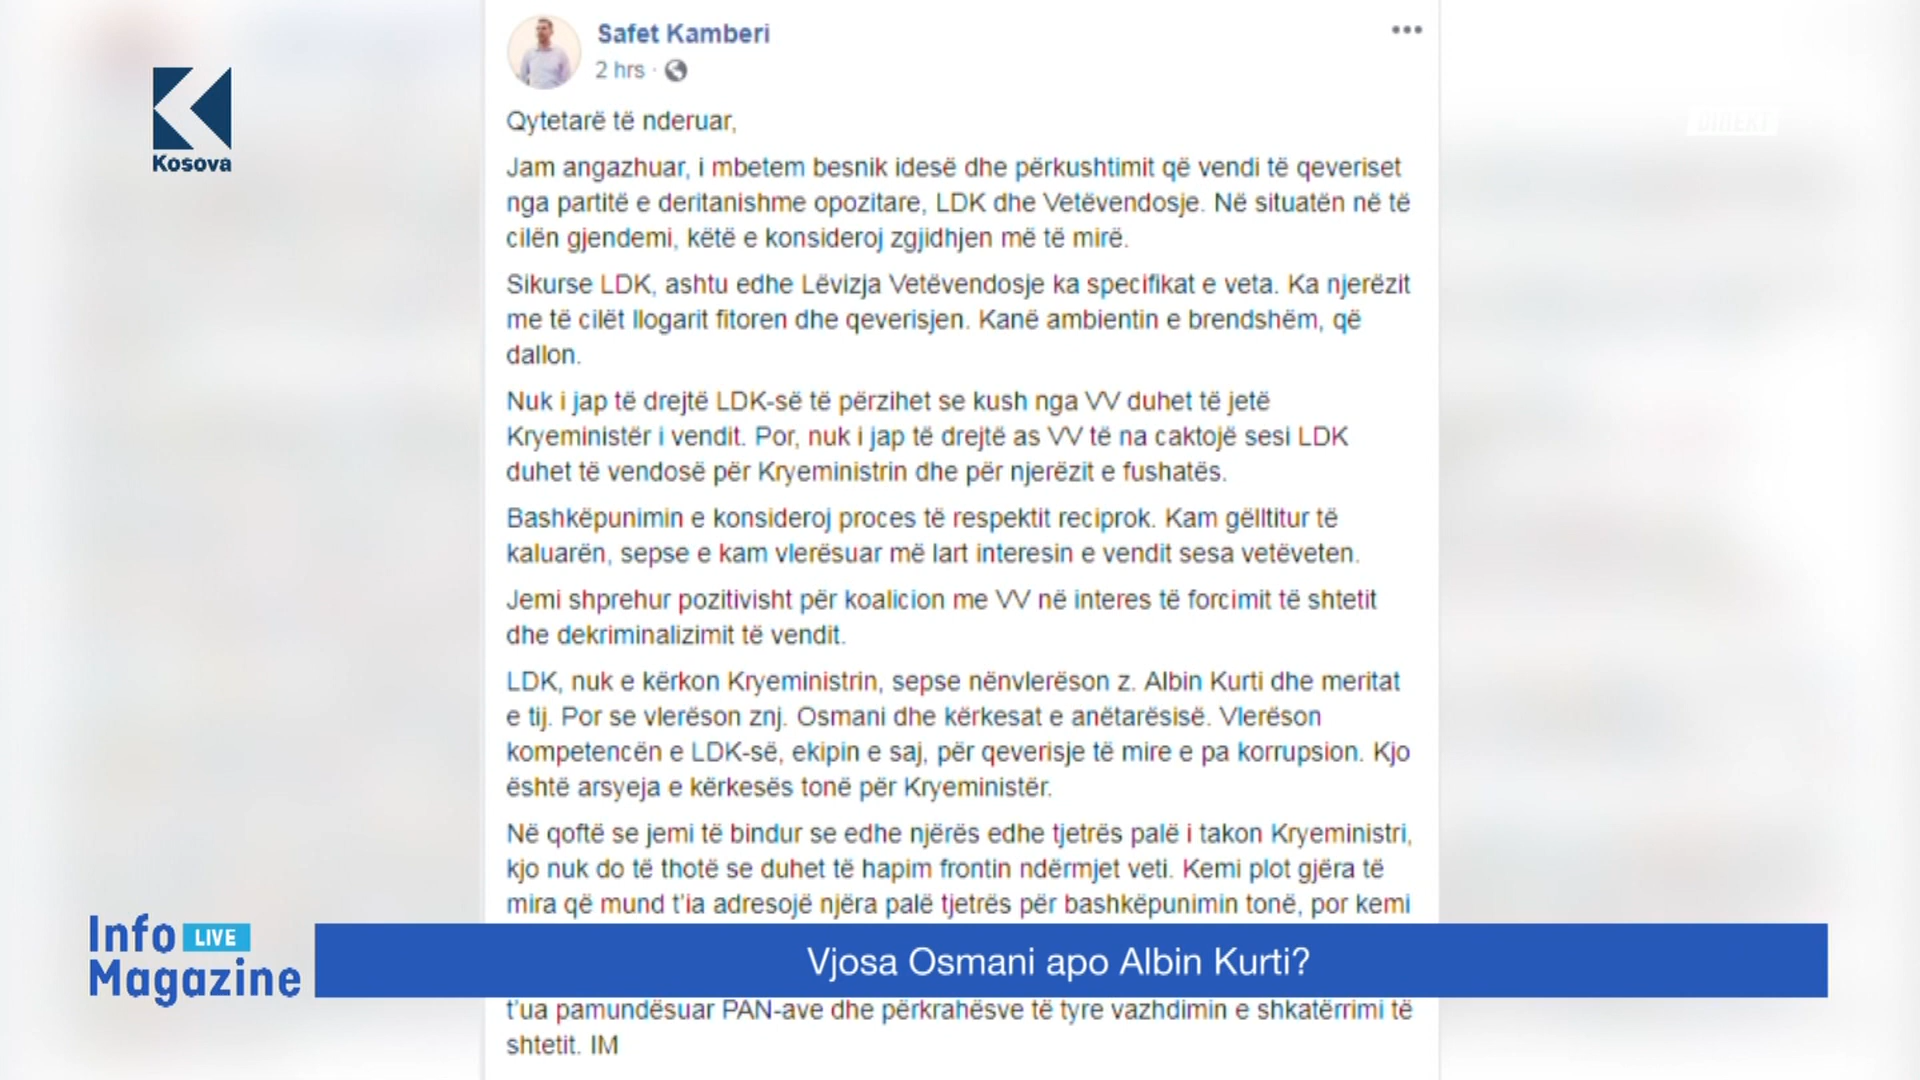 Safet Kamberi
2 hrs ·
Kosova
DIREKT
Qytetarë të nderuar,
Jam angazhuar, i mbetem besnik idesë dhe përkushtimit që vendi të qeveriset
nga partitë e deritanishme opozitare, LDK dhe Vetëvendosje. Në situatën në të
cilën gjendemi, këtë e konsideroj zgjidhjen më të mirë.
Sikurse LDK, ashtu edhe Lëvizja Vetëvendosje ka specifikat e veta. Ka njerëzit
me të cilët llogarit fitoren dhe qeverisjen. Kanë ambientin e brendshëm, që
dallon.
Nuk i jap të drejtë LDK-së të përzihet se kush nga VV duhet të jetë
Kryeministër i vendit. Por, nuk i jap të drejtë as VV të na caktojë sesi LDK
duhet të vendosë për Kryeministrin dhe për njerëzit e fushatës.
Bashkëpunimin e konsideroj proces të respektit reciprok. Kam gëlltitur të
kaluarën, sepse e kam vlerësuar më lart interesin e vendit sesa vetëveten.
Jemi shprehur pozitivisht për koalicion me VV në interes të forcimit të shtetit
dhe dekriminalizimit të vendit.
LDK, nuk e kërkon Kryeministrin, sepse nënvlerëson z. Albin Kurti dhe meritat
e tij. Por se vlerëson znj. Osmani dhe kërkesat e anëtarësisë. Vlerëson
kompetencën e LDK-së, ekipin e saj, për qeverisje të mire e pa korrupsion. Kjo
është arsyeja e kërkesës tonë për Kryeministër.
Në qoftë se jemi të bindur se edhe njërës edhe tjetrës palë i takon Kryeministri,
kjo nuk do të thotë se duhet të hapim frontin ndërmjet veti. Kemi plot gjëra të
mira që mund t'ia adresojë njëra palë tjetrës për bashkëpunimin tonë, por kemi
Info LIVE
Magazine
Vjosa Osmani apo Albin Kurti?
t'ua pamundësuar PAN-ave dhe përkrahësve të tyre vazhdimin e shkatërrimi të
shtetit. IM